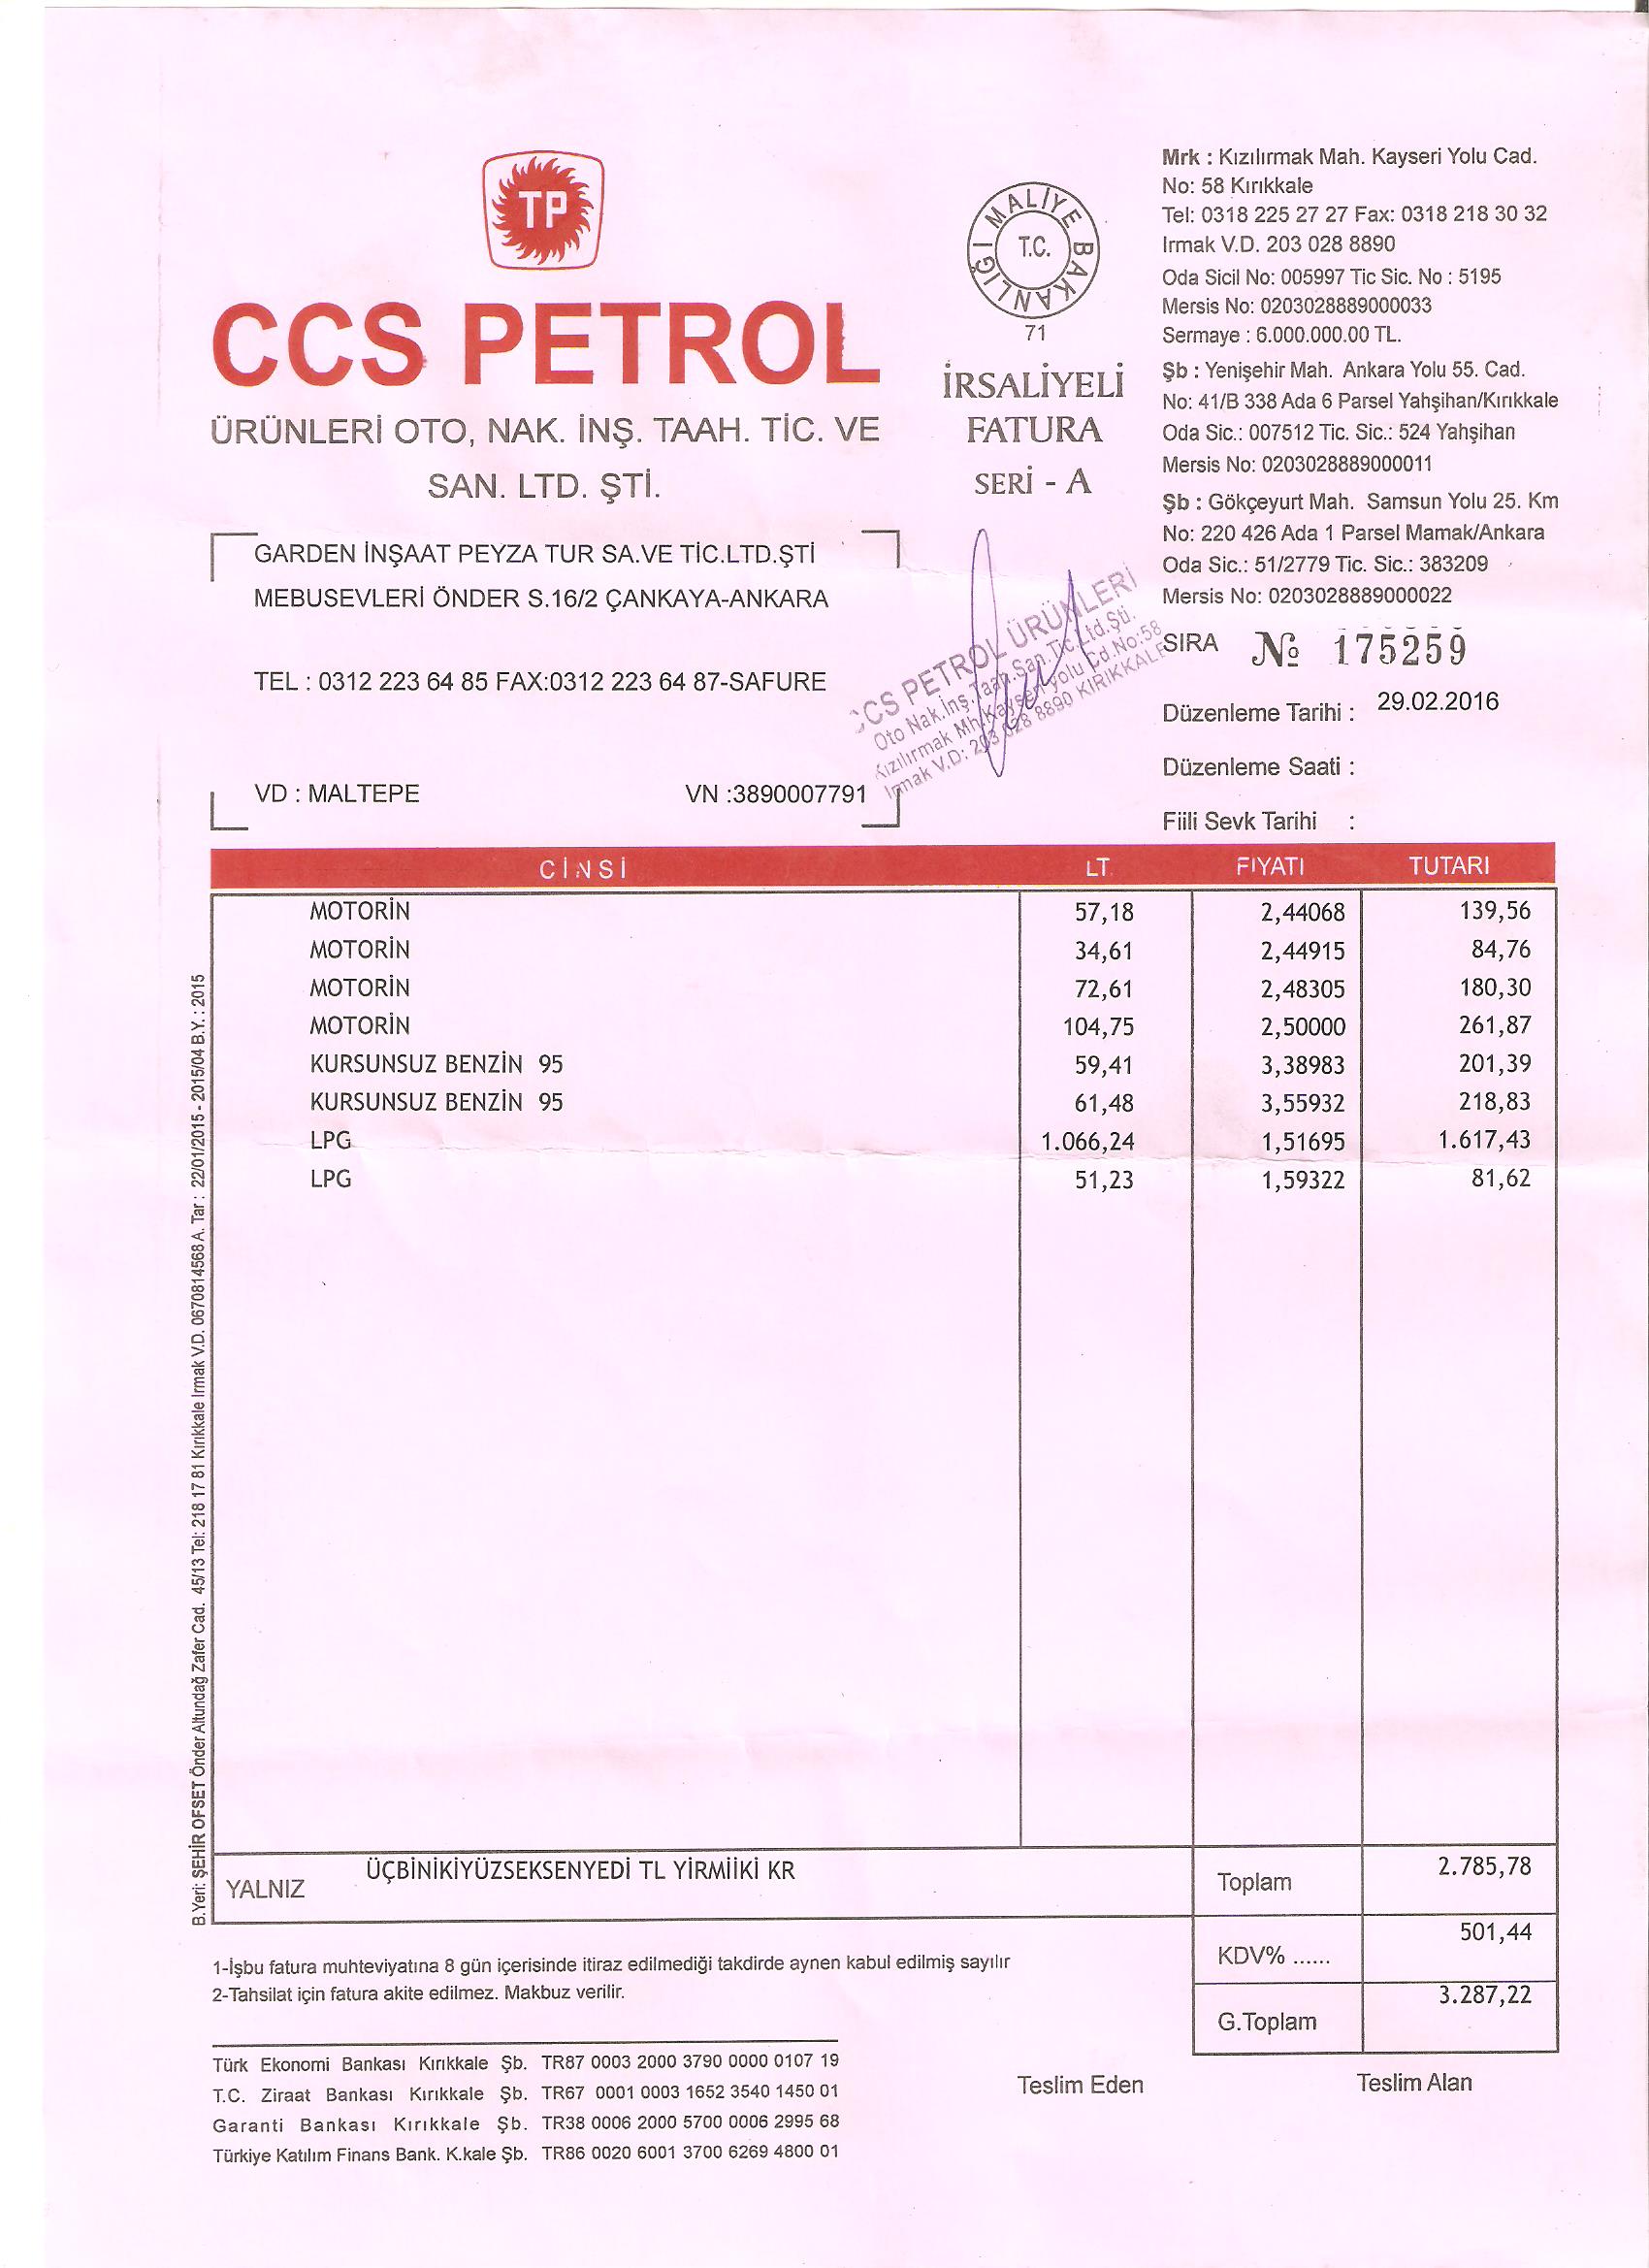 TP
CCS PETROL
ÜRÜNLERİ OTO, NAK. İNŞ. TAAH. TİC. VE
SAN. LTD. ŞTİ.
MALİYE BAKANLIĞI
T.C.
71
İRSALİYELİ
FATURA
SERİ - A
Mrk : Kızılırmak Mah. Kayseri Yolu Cad.
No: 58 Kırıkkale
Tel: 0318 225 27 27 Fax: 0318 218 30 32
Irmak V.D. 203 028 8890
Oda Sicil No: 005997 Tic Sic. No : 5195
Mersis No: 0203028889000033
Sermaye : 6.000.000.00 TL.
Şb : Yenişehir Mah. Ankara Yolu 55. Cad.
No: 41/B 338 Ada 6 Parsel Yahşihan/Kırıkkale
Oda Sic.: 007512 Tic. Sic.: 524 Yahşihan
Mersis No: 0203028889000011
Şb : Gökçeyurt Mah. Samsun Yolu 25. Km
No: 220 426 Ada 1 Parsel Mamak/Ankara
Oda Sic.: 51/2779 Tic. Sic.: 383209
Mersis No: 0203028889000022
GARDEN İNŞAAT PEYZA TUR SA.VE TİC.LTD.ŞTİ
MEBUSEVLERİ ÖNDER S.16/2 ÇANKAYA-ANKARA
TEL : 0312 223 64 85 FAX:0312 223 64 87-SAFURE
VD : MALTEPE VN :3890007791
CCS PETROL ÜRÜNLERİ
Oto Nak.İnş.Taah.San.Tic.Ltd.Şti.
Kızılırmak Mh.Kayseri yolu Cd.No:58
Irmak V.D: 203 028 8890 KIRIKKALE
SIRA № 175259
Düzenleme Tarihi : 29.02.2016
Düzenleme Saati :
Fiili Sevk Tarihi :
CİNSİ LT. FIYATI TUTARI
MOTORİN 57,18 2,44068 139,56
MOTORİN 34,61 2,44915 84,76
MOTORİN 72,61 2,48305 180,30
MOTORİN 104,75 2,50000 261,87
KURSUNSUZ BENZİN 95 59,41 3,38983 201,39
KURSUNSUZ BENZİN 95 61,48 3,55932 218,83
LPG 1.066,24 1,51695 1.617,43
LPG 51,23 1,59322 81,62
B.Yeri: ŞEHİR OFSET Önder Altundağ Zafer Cad. 45/13 Tel: 218 17 81 Kırıkkale Irmak V.D. 0670814568 A. Tar : 22/01/2015 - 2015/04 B.Y. : 2015
YALNIZ ÜÇBİNİKİYÜZSEKSENYEDİ TL YİRMİİKİ KR
Toplam 2.785,78
KDV% ...... 501,44
G.Toplam 3.287,22
1-İşbu fatura muhteviyatına 8 gün içerisinde itiraz edilmediği takdirde aynen kabul edilmiş sayılır
2-Tahsilat için fatura akite edilmez. Makbuz verilir.
Türk Ekonomi Bankası Kırıkkale Şb. TR87 0003 2000 3790 0000 0107 19
T.C. Ziraat Bankası Kırıkkale Şb. TR67 0001 0003 1652 3540 1450 01
Garanti Bankası Kırıkkale Şb. TR38 0006 2000 5700 0006 2995 68
Türkiye Katılım Finans Bank. K.kale Şb. TR86 0020 6001 3700 6269 4800 01
Teslim Eden Teslim Alan